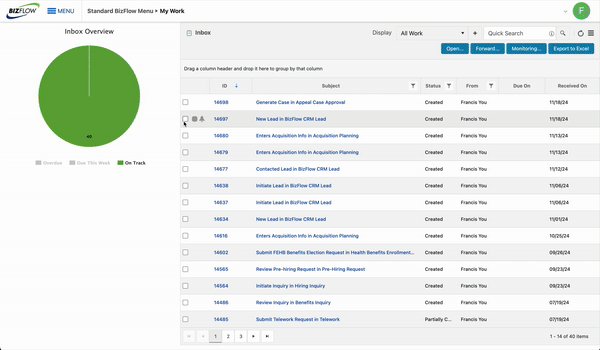 BIZFLOW MENU Standard BizFlow Menu ▸ My Work F
Inbox Overview
40
Overdue Due This Week On Track
Inbox Display All Work + Quick Search
Open... Forward... Monitoring... Export to Excel
Drag a column header and drop it here to group by that column
ID ↓ Subject Status From Due On Received On
14698 Generate Case in Appeal Case Approval Created Francis You 11/18/24
14697 New Lead in BizFlow CRM Lead Created Francis You 11/18/24
14680 Enters Acquisition Info in Acquisition Planning Created Francis You 11/13/24
14679 Enters Acquisition Info in Acquisition Planning Created Francis You 11/13/24
14677 Contacted Lead in BizFlow CRM Lead Created Francis You 11/12/24
14638 Initiate Lead in BizFlow CRM Lead Created Francis You 11/06/24
14637 Initiate Lead in BizFlow CRM Lead Created Francis You 11/06/24
14634 New Lead in BizFlow CRM Lead Created Francis You 11/01/24
14616 Enters Acquisition Info in Acquisition Planning Created Francis You 10/25/24
14602 Submit FEHB Benefits Election Request in Health Benefits Enrollment... Created Francis You 09/26/24
14565 Review Pre-hiring Request in Pre-Hiring Request Created Francis You 09/23/24
14564 Initiate Inquiry in Hiring Inquiry Created Francis You 09/23/24
14486 Review Inquiry in Benefits Inquiry Created Francis You 07/19/24
14485 Submit Telework Request in Telework Partially C... Francis You 07/19/24
1 2 3 1 - 14 of 40 items